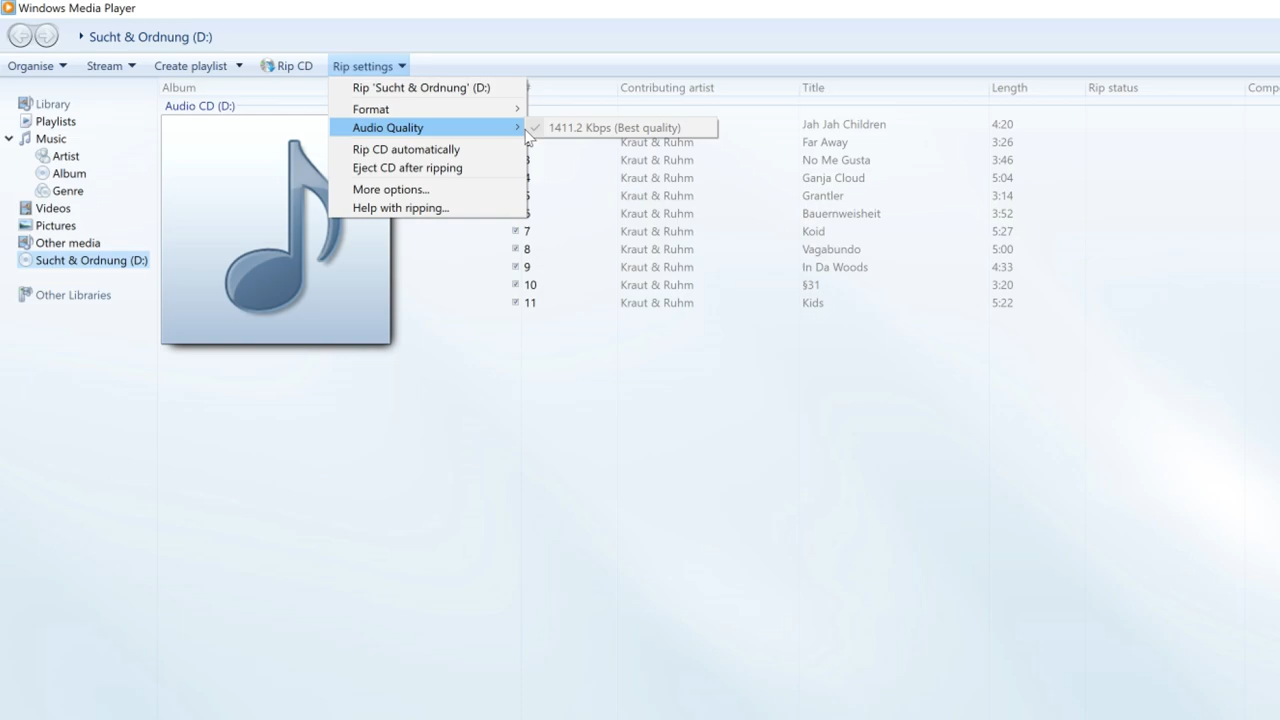 Windows Media Player
Sucht & Ordnung (D:)
Organise Stream Create playlist Rip CD Rip settings
Album Contributing artist Title Length Rip status Compo
Audio CD (D:)
Library
Playlists
Music
Artist
Album
Genre
Videos
Pictures
Other media
Sucht & Ordnung (D:)
Other Libraries
Rip 'Sucht & Ordnung' (D:)
Format
Audio Quality
Rip CD automatically
Eject CD after ripping
More options...
Help with ripping...
1411.2 Kbps (Best quality)
Jah Jah Children 4:20
Kraut & Ruhm Far Away 3:26
3 Kraut & Ruhm No Me Gusta 3:46
4 Kraut & Ruhm Ganja Cloud 5:04
5 Kraut & Ruhm Grantler 3:14
6 Kraut & Ruhm Bauernweisheit 3:52
7 Kraut & Ruhm Koid 5:27
8 Kraut & Ruhm Vagabundo 5:00
9 Kraut & Ruhm In Da Woods 4:33
10 Kraut & Ruhm §31 3:20
11 Kraut & Ruhm Kids 5:22